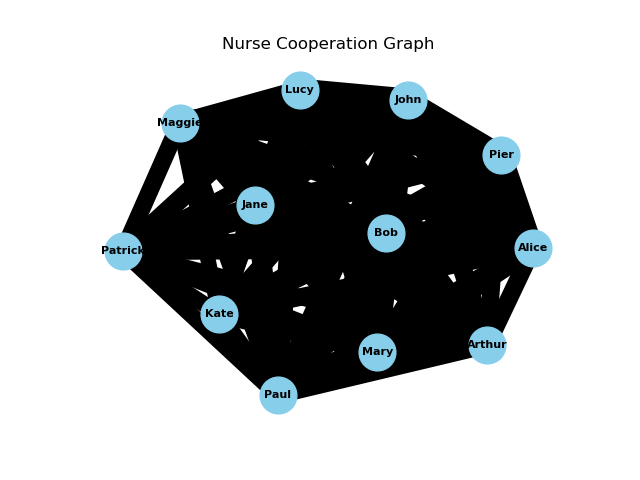 Nurse Cooperation Graph
Lucy
John
Maggie
Pier
Jane
Bob
Patrick
Alice
Kate
Arthur
Mary
Paul